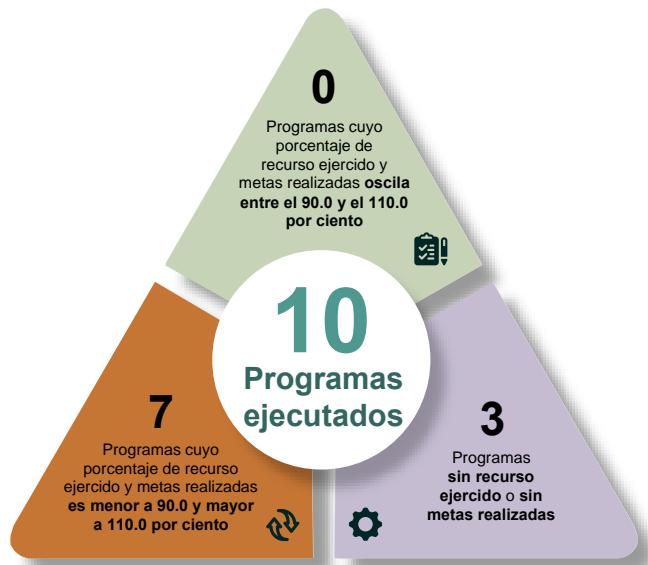 0
Programas cuyo
porcentaje de
recurso ejercido y
metas realizadas oscila
entre el 90.0 y el 110.0
por ciento
10
Programas
ejecutados
7
Programas cuyo
porcentaje de recurso
ejercido y metas realizadas
es menor a 90.0 y mayor
a 110.0 por ciento
3
Programas
sin recurso
ejercido o sin
metas realizadas